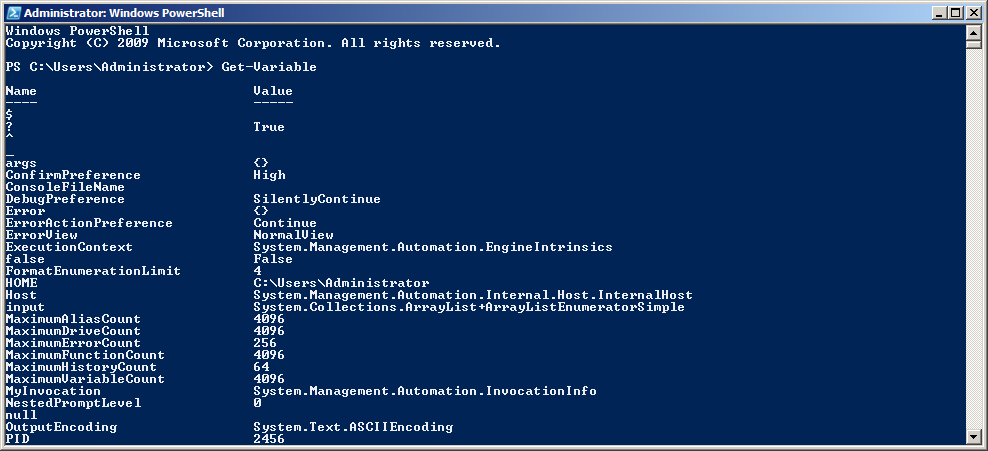 Administrator: Windows PowerShell
Windows PowerShell
Copyright (C) 2009 Microsoft Corporation. All rights reserved.
PS C:\Users\Administrator> Get-Variable
Name                           Value
----                           -----
$
?                              True
^
_
args                           {}
ConfirmPreference              High
ConsoleFileName
DebugPreference                SilentlyContinue
Error                          {}
ErrorActionPreference          Continue
ErrorView                      NormalView
ExecutionContext               System.Management.Automation.EngineIntrinsics
false                          False
FormatEnumerationLimit         4
HOME                           C:\Users\Administrator
Host                           System.Management.Automation.Internal.Host.InternalHost
input                          System.Collections.ArrayList+ArrayListEnumeratorSimple
MaximumAliasCount              4096
MaximumDriveCount              4096
MaximumErrorCount              256
MaximumFunctionCount           4096
MaximumHistoryCount            64
MaximumVariableCount           4096
MyInvocation                   System.Management.Automation.InvocationInfo
NestedPromptLevel              0
null
OutputEncoding                 System.Text.ASCIIEncoding
PID                            2456